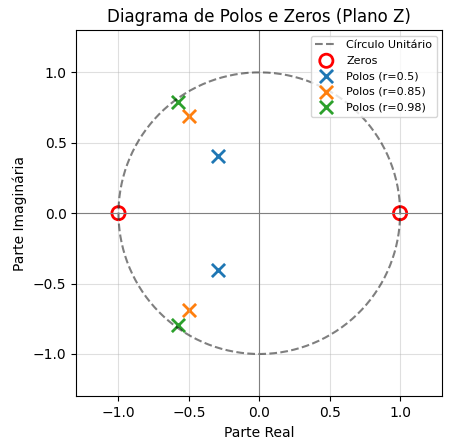 Diagrama de Polos e Zeros (Plano Z)
Círculo Unitário
Zeros
Polos (r=0.5)
Polos (r=0.85)
Polos (r=0.98)
Parte Imaginária
1.0
0.5
0.0
−0.5
−1.0
−1.0 −0.5 0.0 0.5 1.0
Parte Real